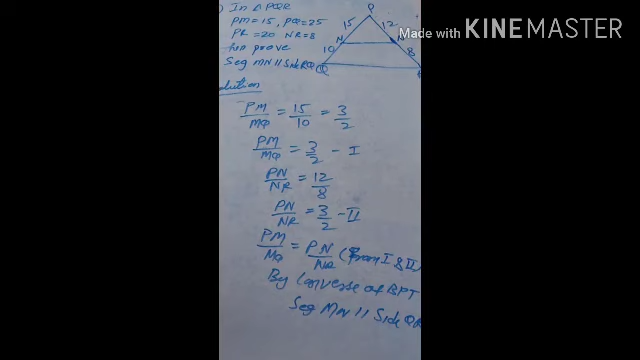 ) In Δ PQR
PM = 15, PQ = 25
PR = 20 NR = 8
prove
Seg MN || Side RQ
P
15 12
M N
10 8
Q
Made with KINEMASTER
PM/MQ = 15/10 = 3/2
PM/MQ = 3/2 - I
PN/NR = 12/8
PN/NR = 3/2 - II
PM/MQ = PN/NR (From I & II)
By Converse of BPT
Seg MN || Side QR